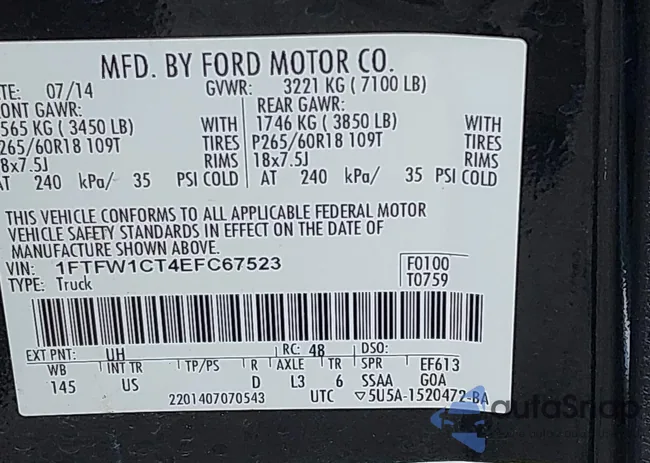 MFD. BY FORD MOTOR CO.
ATE: 07/14 GVWR: 3221 KG ( 7100 LB)
ONT GAWR: REAR GAWR:
565 KG ( 3450 LB) WITH 1746 KG ( 3850 LB) WITH
265/60R18 109T TIRES P265/60R18 109T TIRES
8x7.5J RIMS 18x7.5J RIMS
AT 240 kPa/ 35 PSI COLD AT 240 kPa/ 35 PSI COLD
THIS VEHICLE CONFORMS TO ALL APPLICABLE FEDERAL MOTOR
VEHICLE SAFETY STANDARDS IN EFFECT ON THE DATE OF
MANUFACTURE SHOWN ABOVE.
VIN: 1FTFW1CT4EFC67523 F0100
TYPE: Truck T0759
EXT PNT: UH RC: 48 DSO:
WB INT TR TP/PS R AXLE TR SPR EF613
145 US D L3 6 SSAA GOA
2201407070543 UTC ▽5U5A-1520472-BA
autoSnap